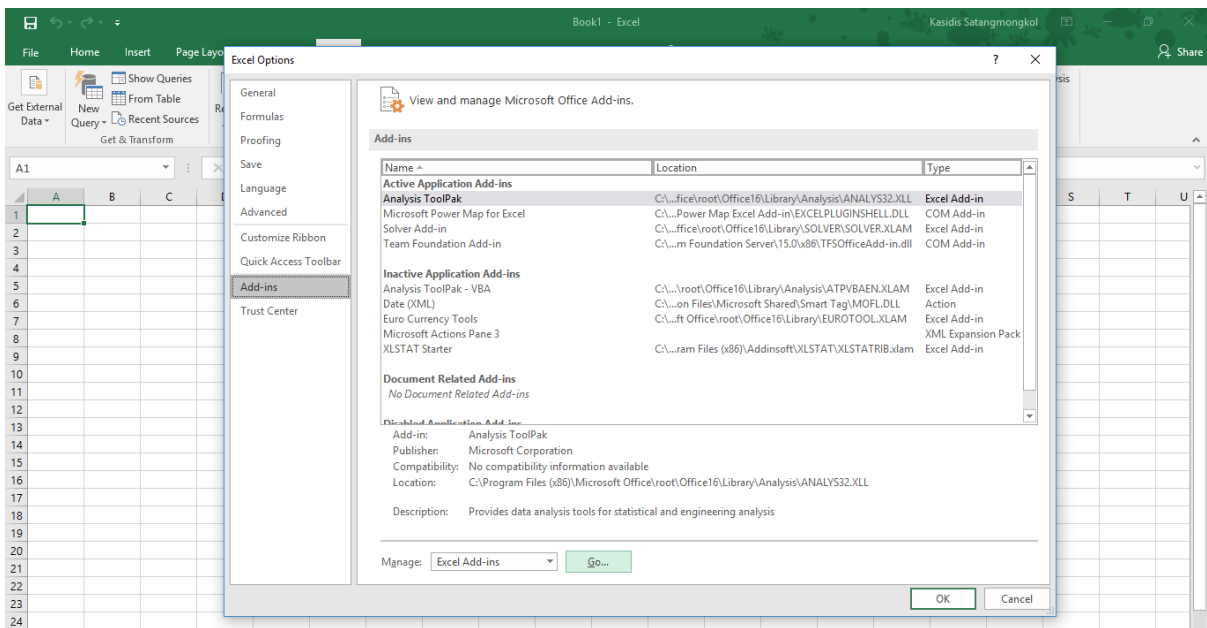 Book1 - Excel
Kasidis Satangmongkol
File Home Insert Page Layo
Share
Get External
Data
New
Query
Show Queries
From Table
Recent Sources
Get & Transform
Re
sis
A1
A B C S T U
1
2
3
4
5
6
7
8
9
10
11
12
13
14
15
16
17
18
19
20
21
22
23
24
Excel Options
?
General
Formulas
Proofing
Save
Language
Advanced
Customize Ribbon
Quick Access Toolbar
Add-ins
Trust Center
View and manage Microsoft Office Add-ins.
Add-ins
Name Location Type
Active Application Add-ins
Analysis ToolPak C:\...fice\root\Office16\Library\Analysis\ANALYS32.XLL Excel Add-in
Microsoft Power Map for Excel C:\...Power Map Excel Add-in\EXCELPLUGINSHELL.DLL COM Add-in
Solver Add-in C:\...ffice\root\Office16\Library\SOLVER\SOLVER.XLAM Excel Add-in
Team Foundation Add-in C:\...m Foundation Server\15.0\x86\TFSOfficeAdd-in.dll COM Add-in
Inactive Application Add-ins
Analysis ToolPak - VBA C:\...\root\Office16\Library\Analysis\ATPVBAEN.XLAM Excel Add-in
Date (XML) C:\...on Files\Microsoft Shared\Smart Tag\MOFL.DLL Action
Euro Currency Tools C:\...ft Office\root\Office16\Library\EUROTOOL.XLAM Excel Add-in
Microsoft Actions Pane 3 XML Expansion Pack
XLSTAT Starter C:\...ram Files (x86)\Addinsoft\XLSTAT\XLSTATRIB.xlam Excel Add-in
Document Related Add-ins
No Document Related Add-ins
Disabled Application Add-ins
Add-in: Analysis ToolPak
Publisher: Microsoft Corporation
Compatibility: No compatibility information available
Location: C:\Program Files (x86)\Microsoft Office\root\Office16\Library\Analysis\ANALYS32.XLL
Description: Provides data analysis tools for statistical and engineering analysis
Manage: Excel Add-ins Go...
OK Cancel